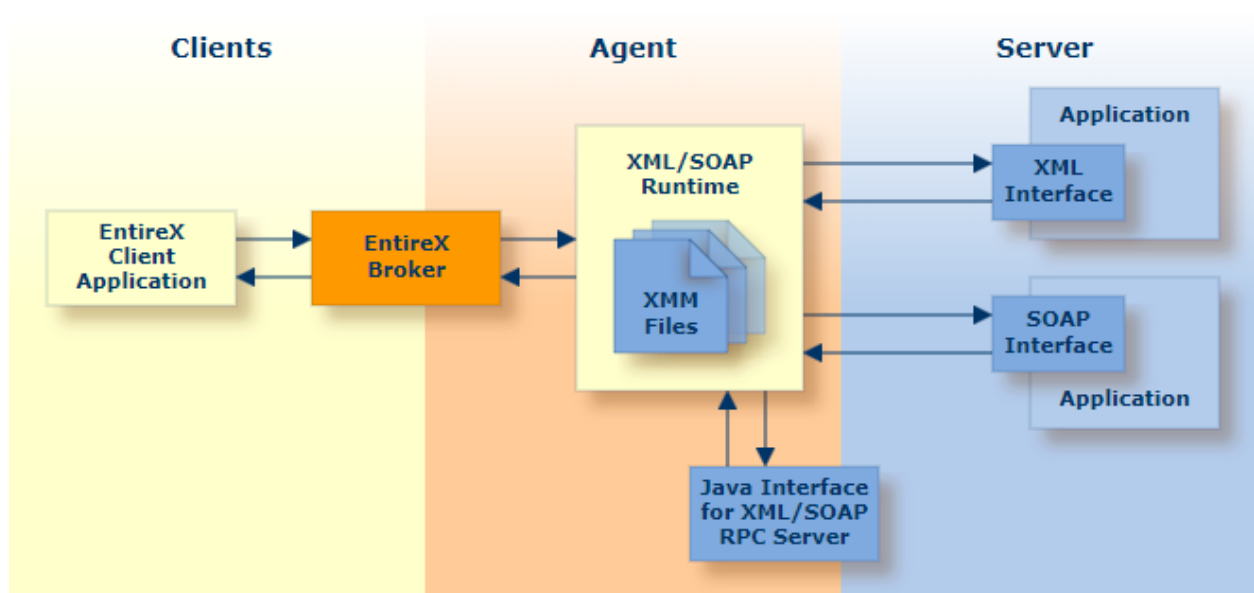 Clients
Agent
Server
EntireX
Client
Application
EntireX
Broker
XML/SOAP
Runtime
XMM
Files
Application
XML
Interface
SOAP
Interface
Application
Java Interface
for XML/SOAP
RPC Server